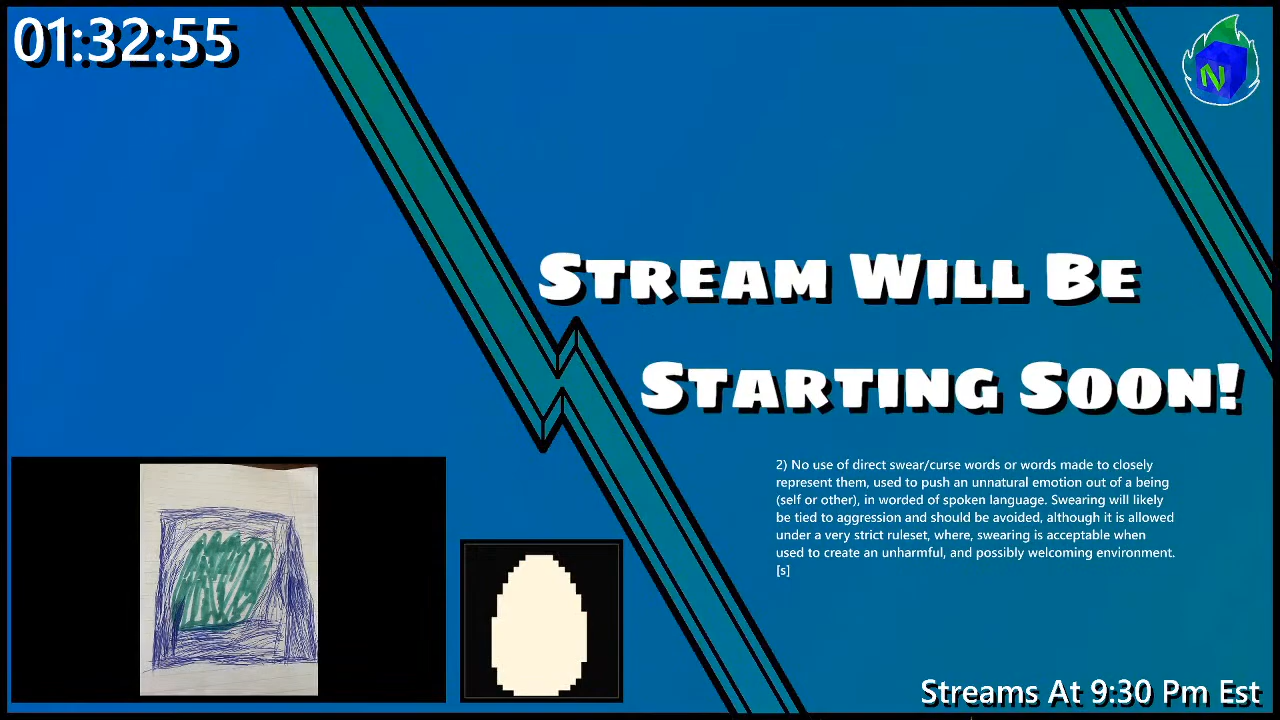 01:32:55
N
Stream Will Be
Starting Soon!
2) No use of direct swear/curse words or words made to closely
represent them, used to push an unnatural emotion out of a being
(self or other), in worded of spoken language. Swearing will likely
be tied to aggression and should be avoided, although it is allowed
under a very strict ruleset, where, swearing is acceptable when
used to create an unharmful, and possibly welcoming environment.
[s]
Streams At 9:30 Pm Est